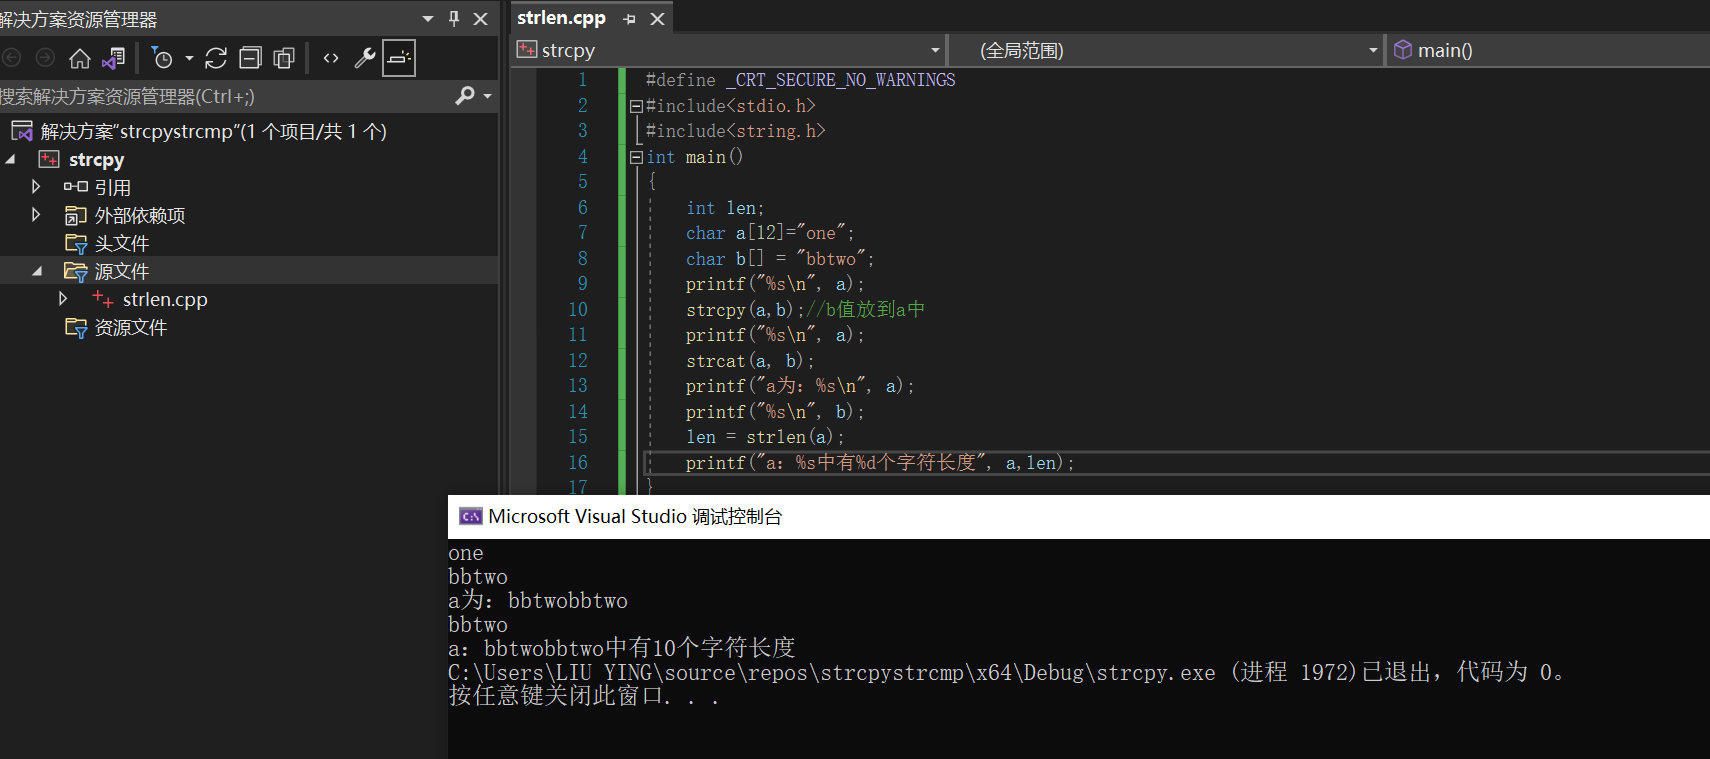 解决方案资源管理器
搜索解决方案资源管理器(Ctrl+;)
解决方案"strcpystrcmp"(1 个项目/共 1 个)
strcpy
引用
外部依赖项
头文件
源文件
strlen.cpp
资源文件
strlen.cpp
strcpy
(全局范围)
main()
1 #define _CRT_SECURE_NO_WARNINGS
2 #include<stdio.h>
3 #include<string.h>
4 int main()
5 {
6 int len;
7 char a[12]="one";
8 char b[] = "bbtwo";
9 printf("%s\n", a);
10 strcpy(a,b);//b值放到a中
11 printf("%s\n", a);
12 strcat(a, b);
13 printf("a为：%s\n", a);
14 printf("%s\n", b);
15 len = strlen(a);
16 printf("a：%s中有%d个字符长度", a,len);
17 }
Microsoft Visual Studio 调试控制台
one
bbtwo
a为：bbtwobbtwo
bbtwo
a：bbtwobbtwo中有10个字符长度
C:\Users\LIU YING\source\repos\strcpystrcmp\x64\Debug\strcpy.exe (进程 1972)已退出，代码为 0。
按任意键关闭此窗口. . .